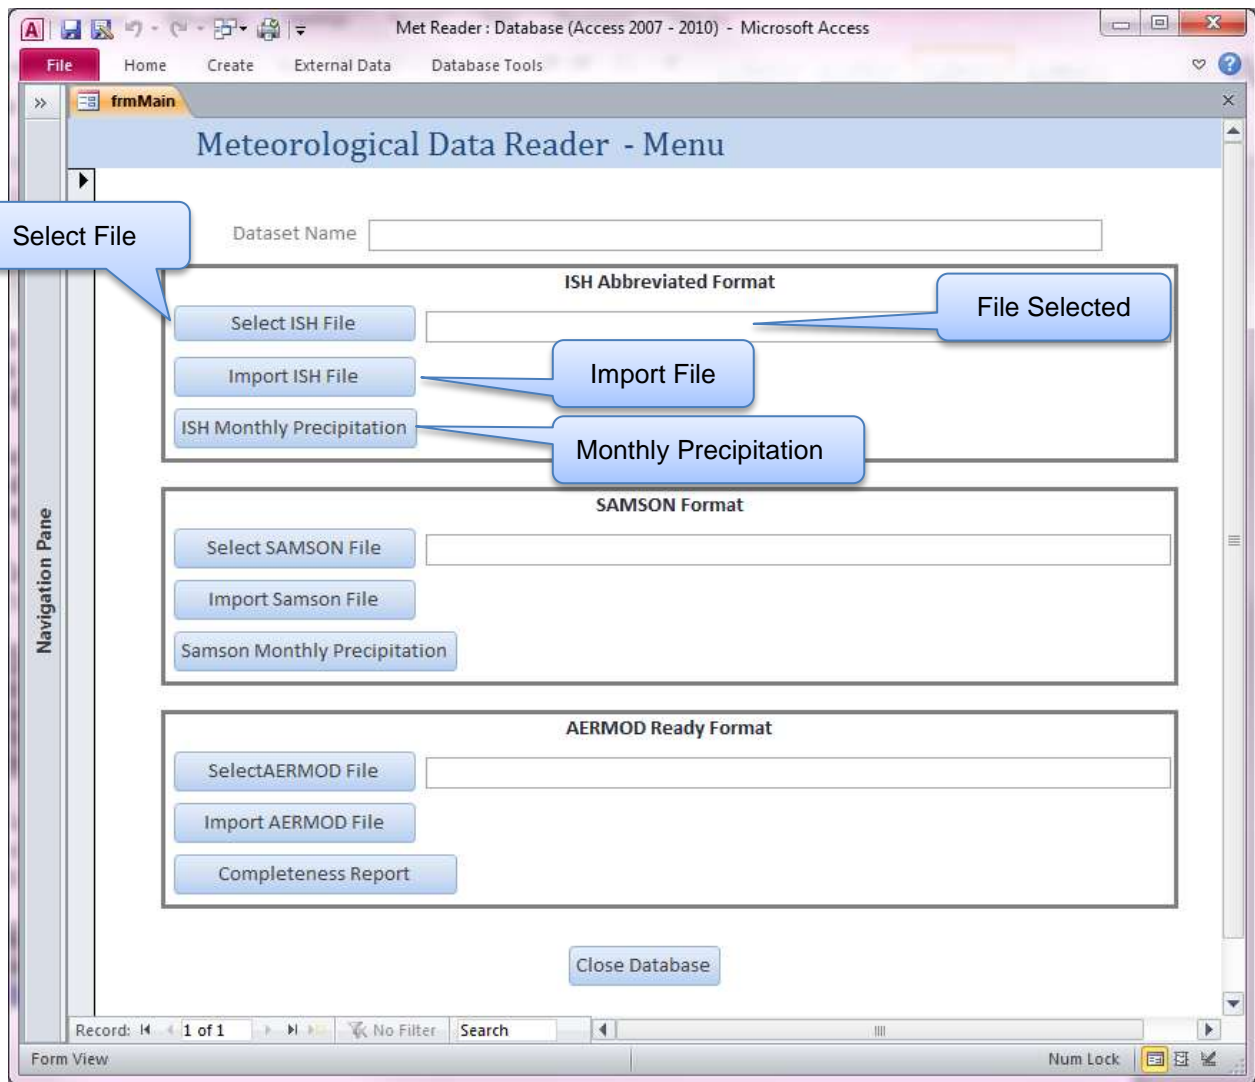 Met Reader : Database (Access 2007 - 2010) - Microsoft Access
File Home Create External Data Database Tools
frmMain
Meteorological Data Reader - Menu
Select File
Dataset Name
ISH Abbreviated Format
Select ISH File
File Selected
Import ISH File
Import File
ISH Monthly Precipitation
Monthly Precipitation
SAMSON Format
Select SAMSON File
Import Samson File
Samson Monthly Precipitation
Navigation Pane
AERMOD Ready Format
SelectAERMOD File
Import AERMOD File
Completeness Report
Close Database
Record: 1 of 1 No Filter Search
Form View Num Lock